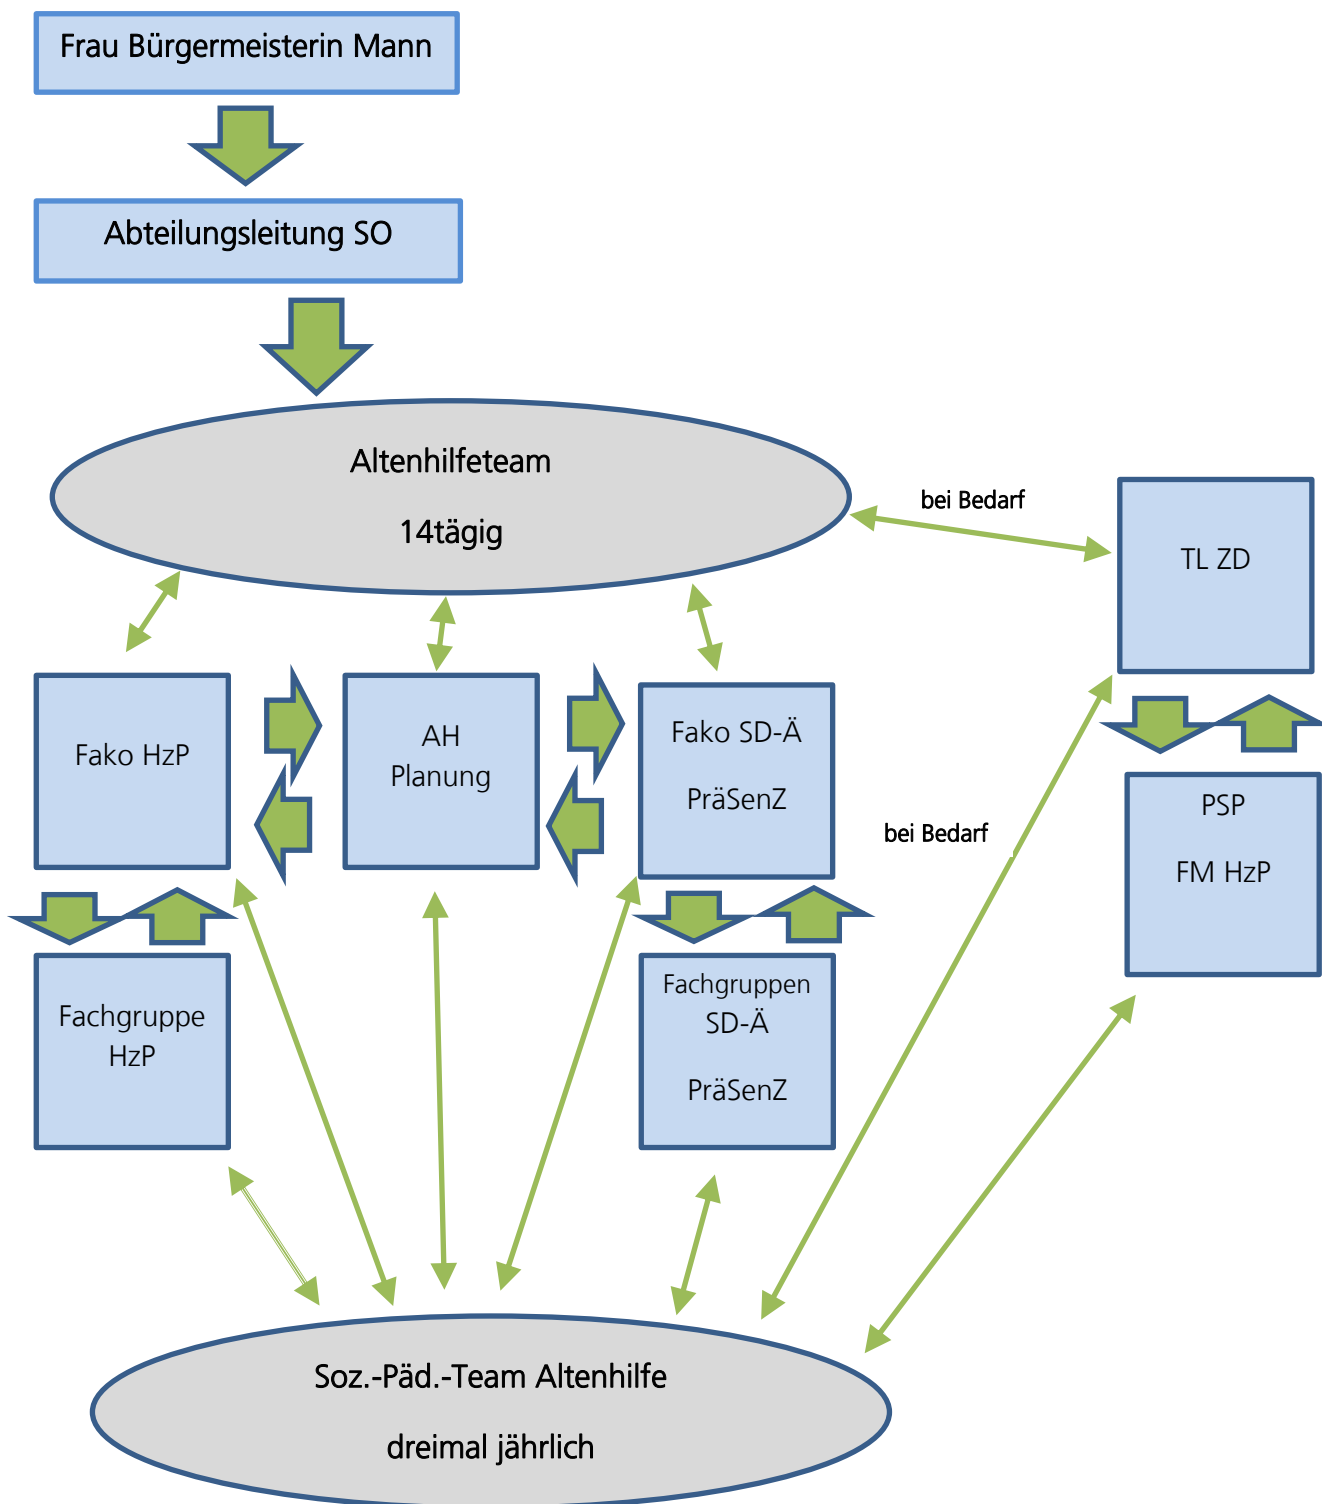 Frau Bürgermeisterin Mann
Abteilungsleitung SO
Altenhilfeteam
14tägig
bei Bedarf
TL ZD
Fako HzP
AH
Planung
Fako SD-Ä
PräSenZ
bei Bedarf
PSP
FM HzP
Fachgruppe
HzP
Fachgruppen
SD-Ä
PräSenZ
Soz.-Päd.-Team Altenhilfe
dreimal jährlich